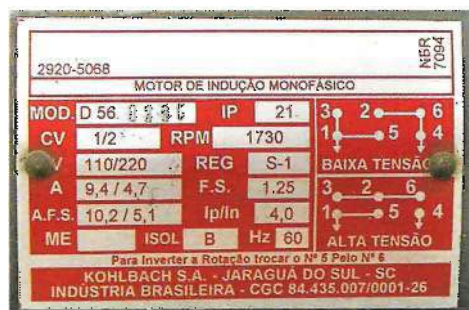 NBR 7094
2920-5068
MOTOR DE INDUÇÃO MONOFÁSICO
MOD. D 56 IP 21
CV 1/2 RPM 1730
V 110/220 REG S-1
A 9,4 / 4,7 F.S. 1.25
A.F.S. 10,2 / 5,1 Ip/In 4,0
ME ISOL B Hz 60
3 2 6
1 5 4
BAIXA TENSÃO
3 2 6
1 5 4
ALTA TENSÃO
Para Inverter a Rotação trocar o Nº 5 Pelo Nº 6
KOHLBACH S.A. - JARAGUÁ DO SUL - SC
INDÚSTRIA BRASILEIRA - CGC 84.435.007/0001-26